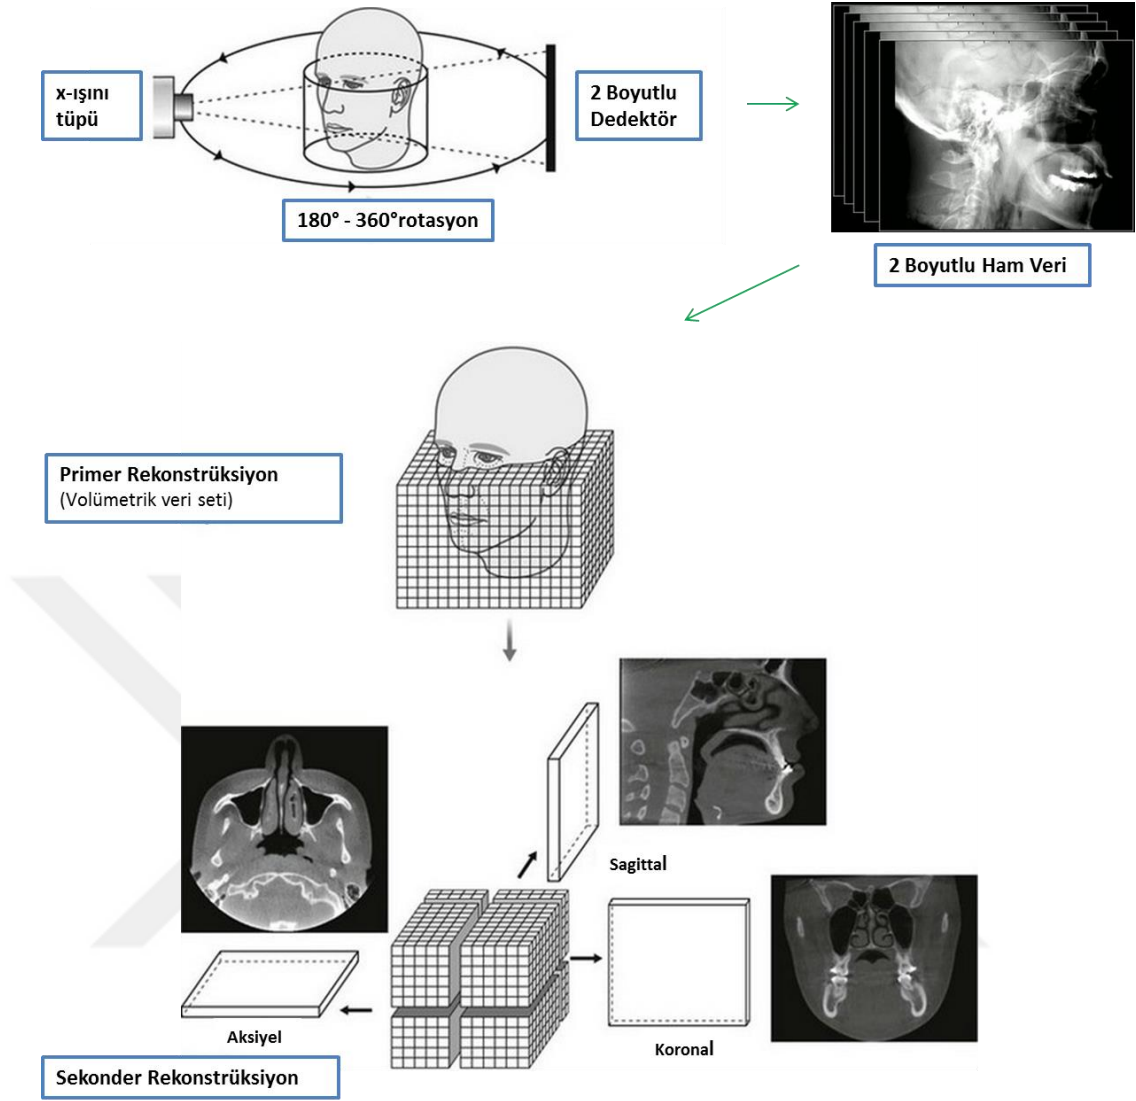 x-ışını
tüpü
2 Boyutlu
Dedektör
180° - 360°rotasyon
2 Boyutlu Ham Veri
Primer Rekonstrüksiyon
(Volümetrik veri seti)
Sagittal
Aksiyel
Koronal
Sekonder Rekonstrüksiyon